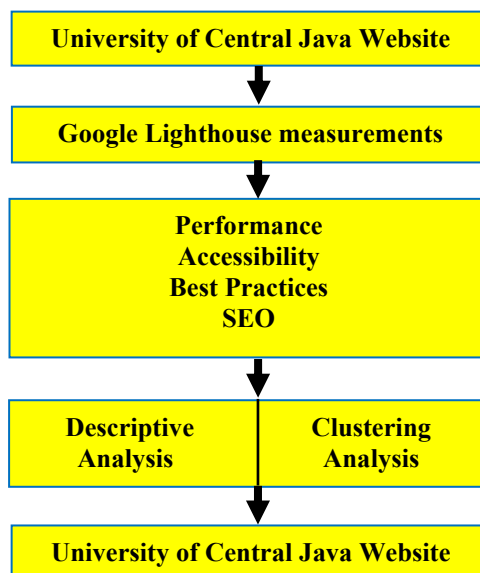 University of Central Java Website
Google Lighthouse measurements
Performance
Accessibility
Best Practices
SEO
Descriptive
Analysis
Clustering
Analysis
University of Central Java Website